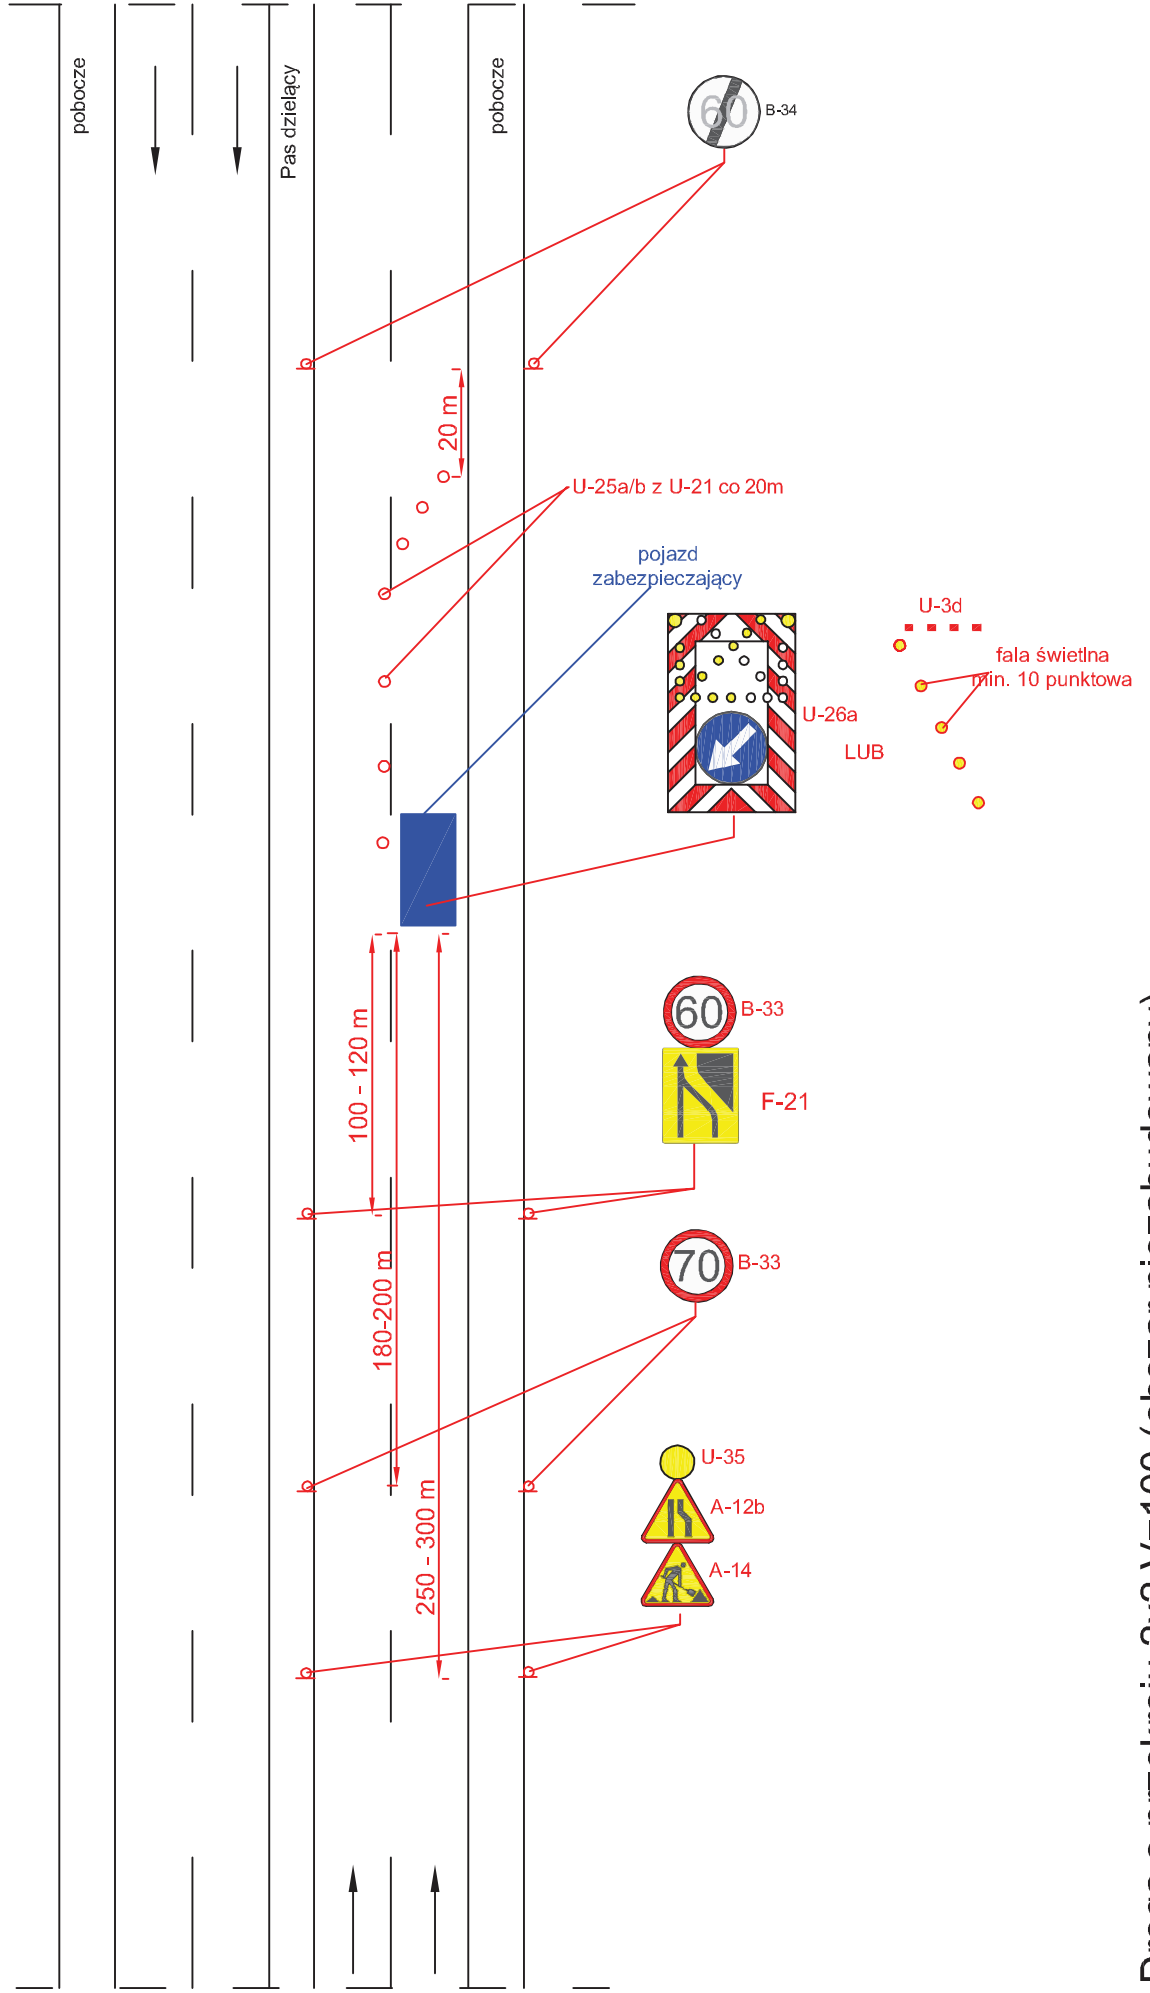 pobocze
Pas dzielący
pobocze
60
B-34
20 m
U-25a/b z U-21 co 20m
pojazd
zabezpieczający
U-3d
fala świetlna
min. 10 punktowa
U-26a
LUB
60
B-33
100 - 120 m
F-21
70
B-33
180-200 m
U-35
A-12b
250 - 300 m
A-14